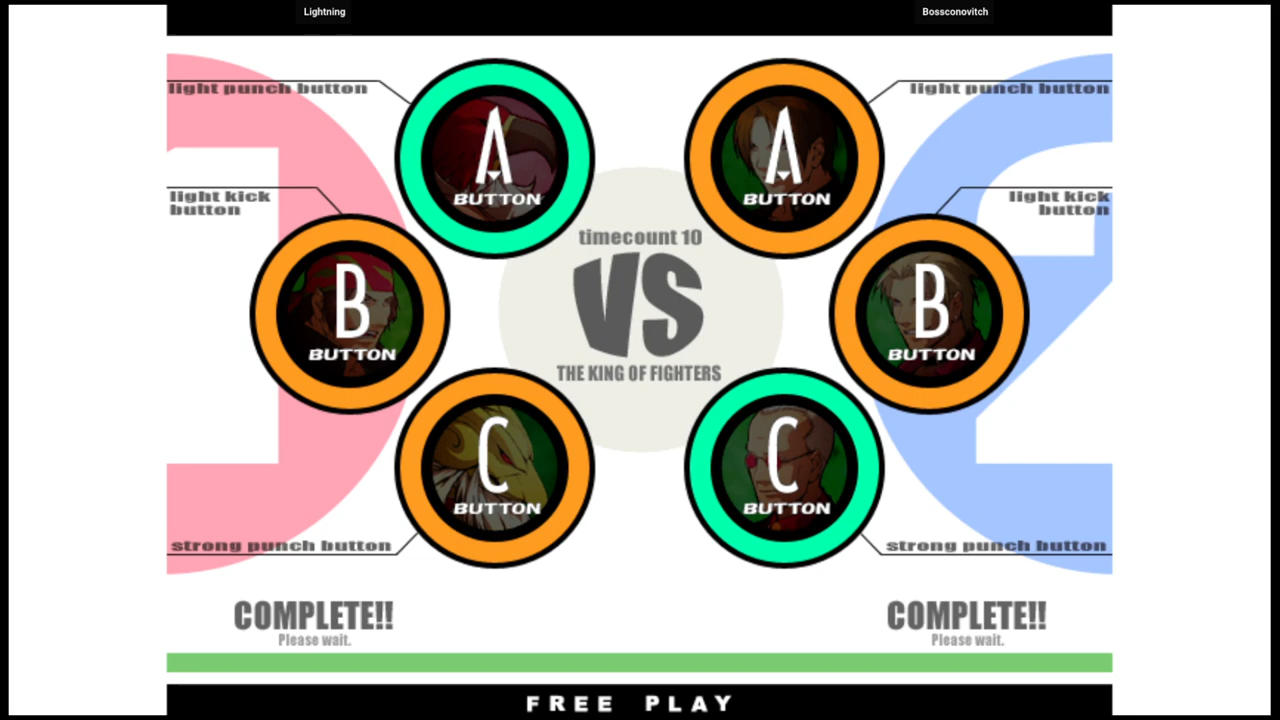 Lightning
Bossconovitch
light punch button
A
BUTTON
A
BUTTON
light punch button
light kick
button
B
BUTTON
timecount 10
VS
THE KING OF FIGHTERS
light kick
button
B
BUTTON
C
BUTTON
C
BUTTON
strong punch button
strong punch button
1
2
COMPLETE!!
Please wait.
COMPLETE!!
Please wait.
FREE PLAY